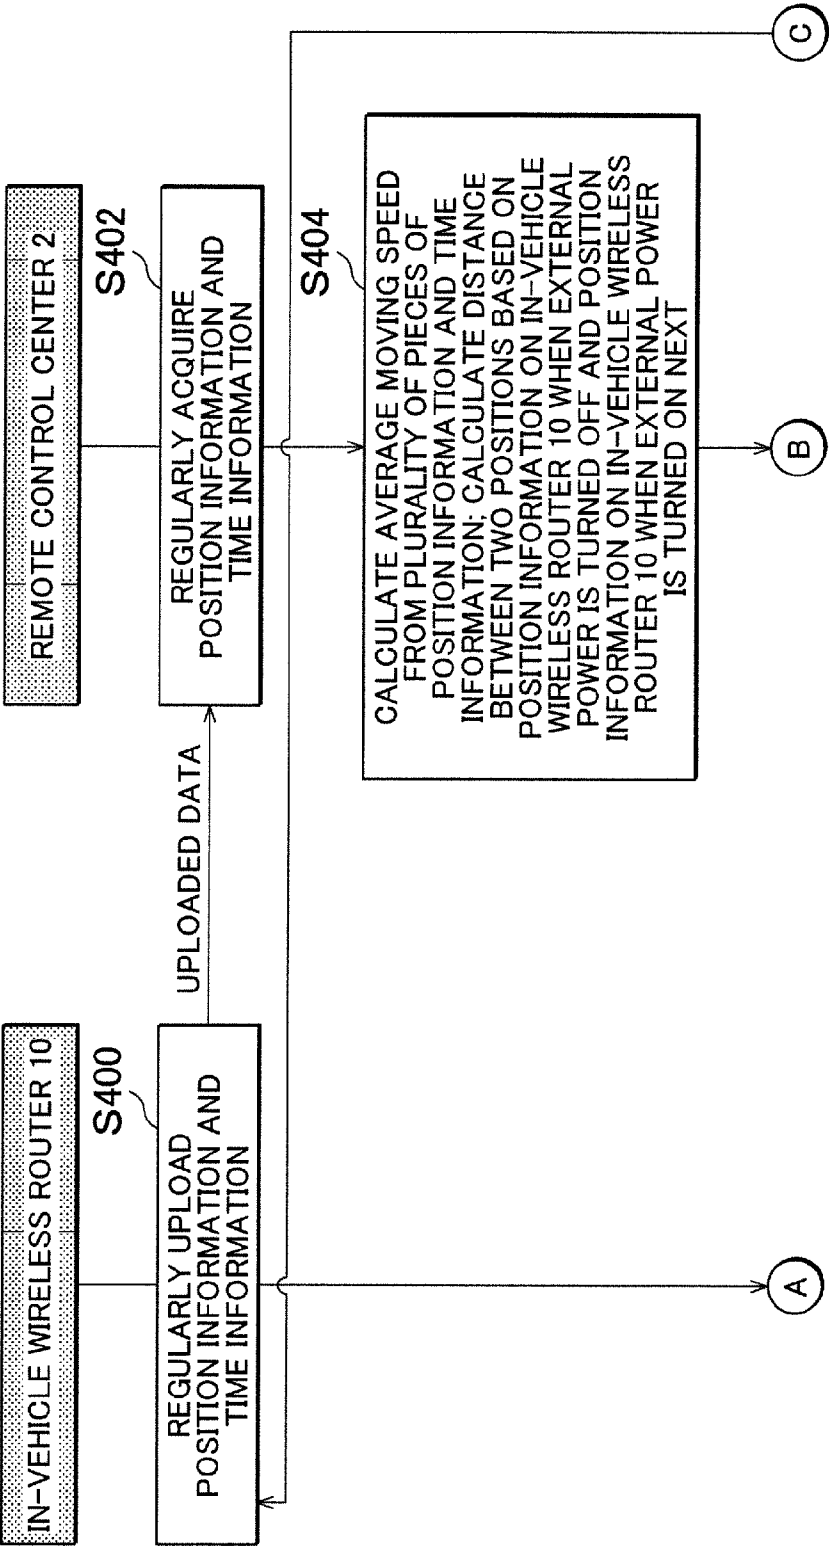 IN-VEHICLE WIRELESS ROUTER 10
REMOTE CONTROL CENTER 2
S400
REGULARLY UPLOAD
POSITION INFORMATION AND
TIME INFORMATION
UPLOADED DATA
S402
REGULARLY ACQUIRE
POSITION INFORMATION AND
TIME INFORMATION
S404
CALCULATE AVERAGE MOVING SPEED
FROM PLURALITY OF PIECES OF
POSITION INFORMATION AND TIME
INFORMATION; CALCULATE DISTANCE
BETWEEN TWO POSITIONS BASED ON
POSITION INFORMATION ON IN-VEHICLE
WIRELESS ROUTER 10 WHEN EXTERNAL
POWER IS TURNED OFF AND POSITION
INFORMATION ON IN-VEHICLE WIRELESS
ROUTER 10 WHEN EXTERNAL POWER
IS TURNED ON NEXT
A
B
C